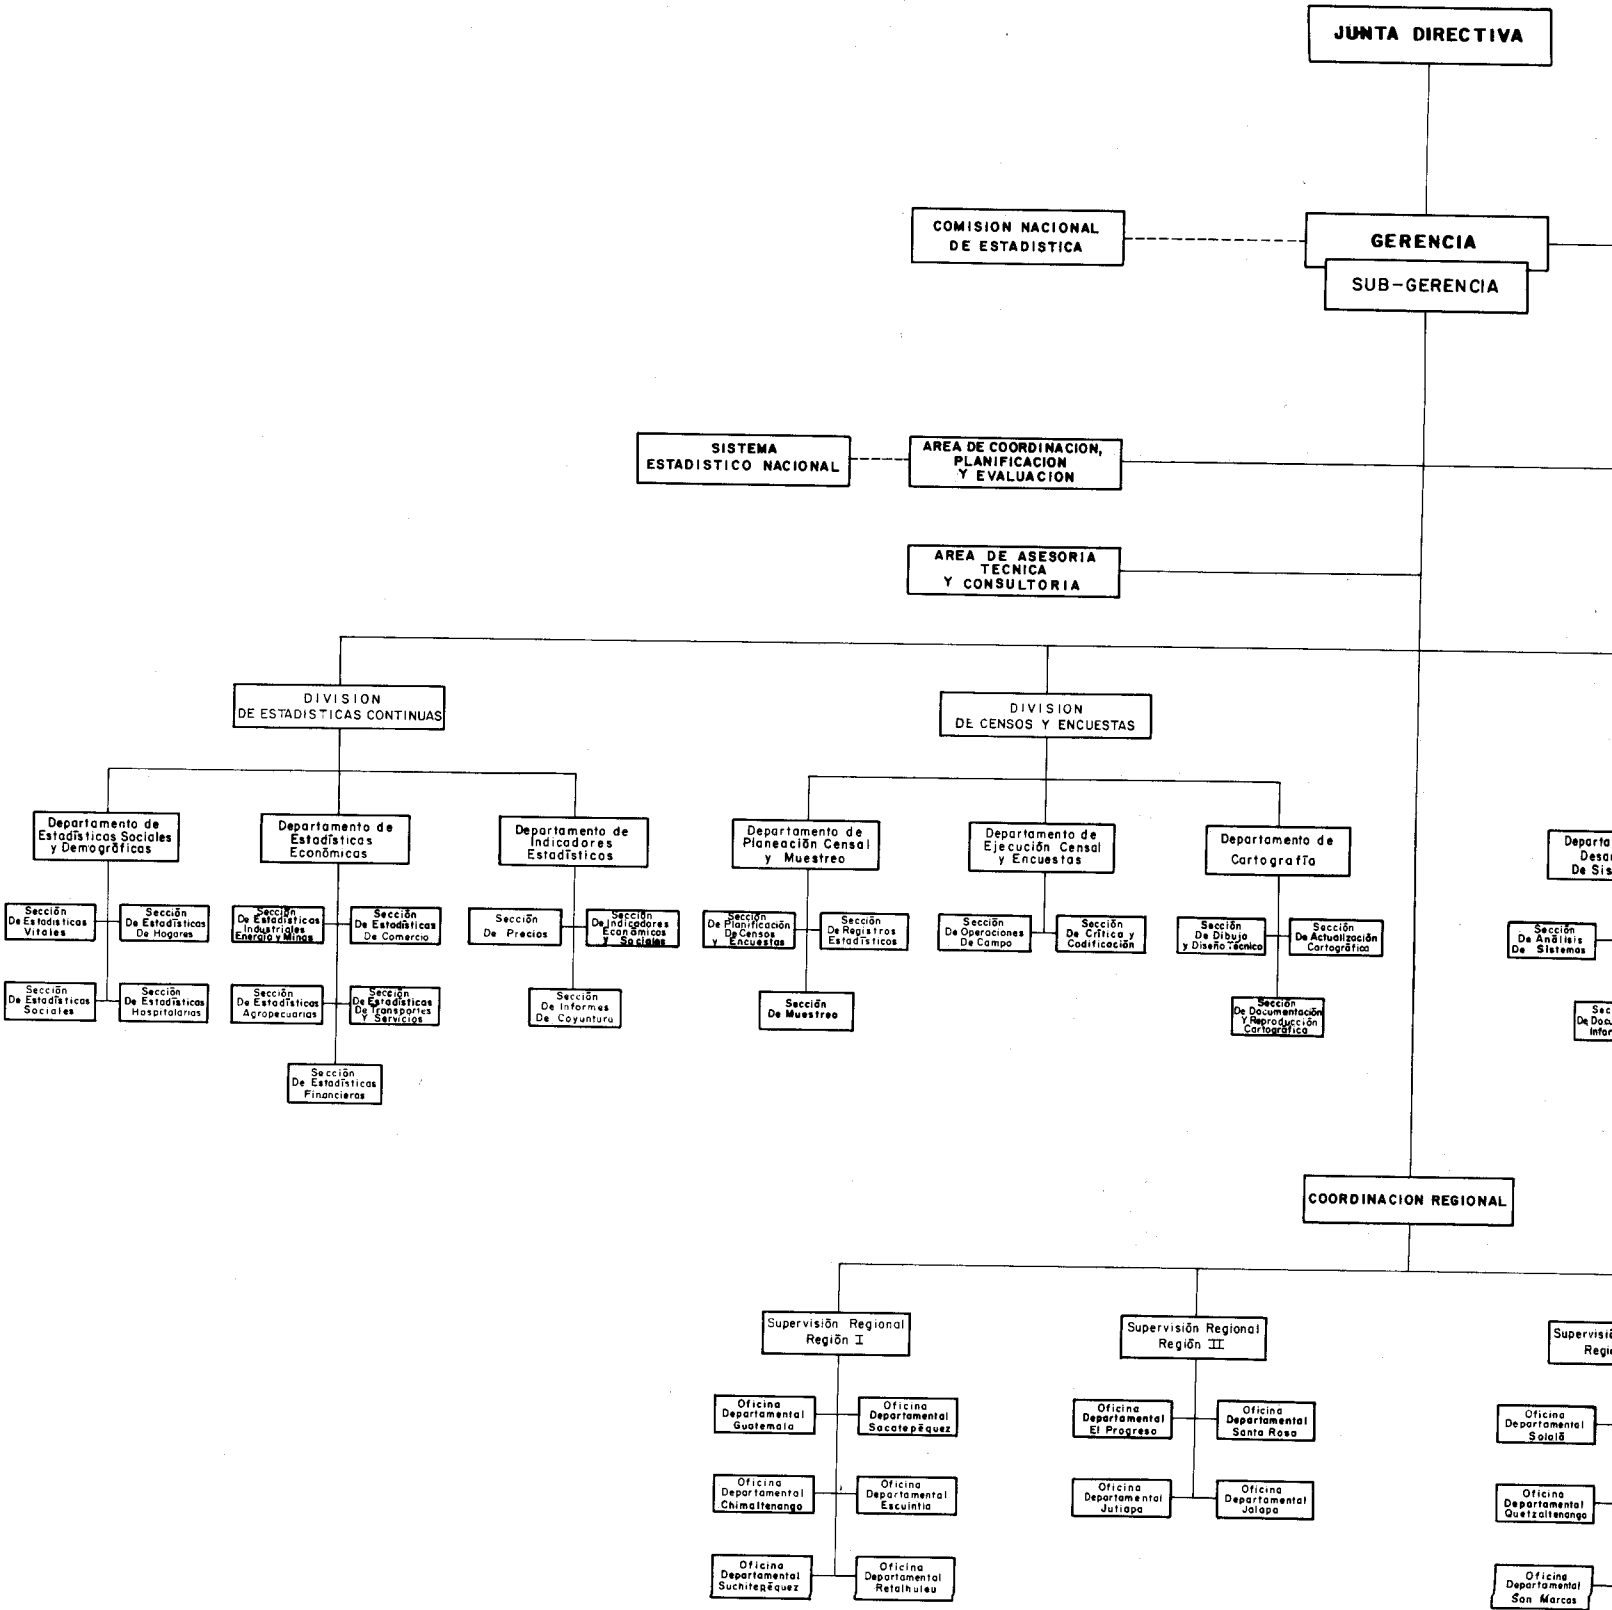 JUNTA DIRECTIVA
COMISION NACIONAL
DE ESTADISTICA
GERENCIA
SUB-GERENCIA
SISTEMA
ESTADISTICO NACIONAL
AREA DE COORDINACION,
PLANIFICACION
Y EVALUACION
AREA DE ASESORIA
TECNICA
Y CONSULTORIA
DIVISION
DE ESTADISTICAS CONTINUAS
DIVISION
DE CENSOS Y ENCUESTAS
Departamento de
Estadísticas Sociales
y Demográficas
Departamento de
Estadísticas
Económicas
Departamento de
Indicadores
Estadísticos
Departamento de
Planeación Censal
y Muestreo
Departamento de
Ejecución Censal
y Encuestas
Departamento de
Cartografía
Departa
Desar
De Sis
Sección
De Estadísticas
Vitales
Sección
De Estadísticas
De Hogares
Sección
De Estadísticas
Industriales
Energía y Minas
Sección
De Estadísticas
De Comercio
Sección
De Precios
Sección
De Indicadores
Económicos
y Sociales
Sección
De Planificación
De Censos
y Encuestas
Sección
De Registros
Estadísticos
Sección
De Operaciones
De Campo
Sección
De Crítica y
Codificación
Sección
De Dibujo
y Diseño Técnico
Sección
De Actualización
Cartográfica
Sección
De Análisis
De Sistemas
Sección
De Estadísticas
Sociales
Sección
De Estadísticas
Hospitalarias
Sección
De Estadísticas
Agropecuarias
Sección
De Estadísticas
De Transportes
Y Servicios
Sección
De Informes
De Coyuntura
Sección
De Muestreo
Sección
De Documentación
Y Reproducción
Cartográfica
Sec
De Docu
Infor
Sección
De Estadísticas
Financieras
COORDINACION REGIONAL
Supervisión Regional
Región I
Supervisión Regional
Región II
Supervisió
Regi
Oficina
Departamental
Guatemala
Oficina
Departamental
Sacatepéquez
Oficina
Departamental
El Progreso
Oficina
Departamental
Santa Rosa
Oficina
Departamental
Sololá
Oficina
Departamental
Chimaltenango
Oficina
Departamental
Escuintla
Oficina
Departamental
Jutiapa
Oficina
Departamental
Jalapa
Oficina
Departamental
Quetzaltenango
Oficina
Departamental
Suchitepéquez
Oficina
Departamental
Retalhuleu
Oficina
Departamental
San Marcos